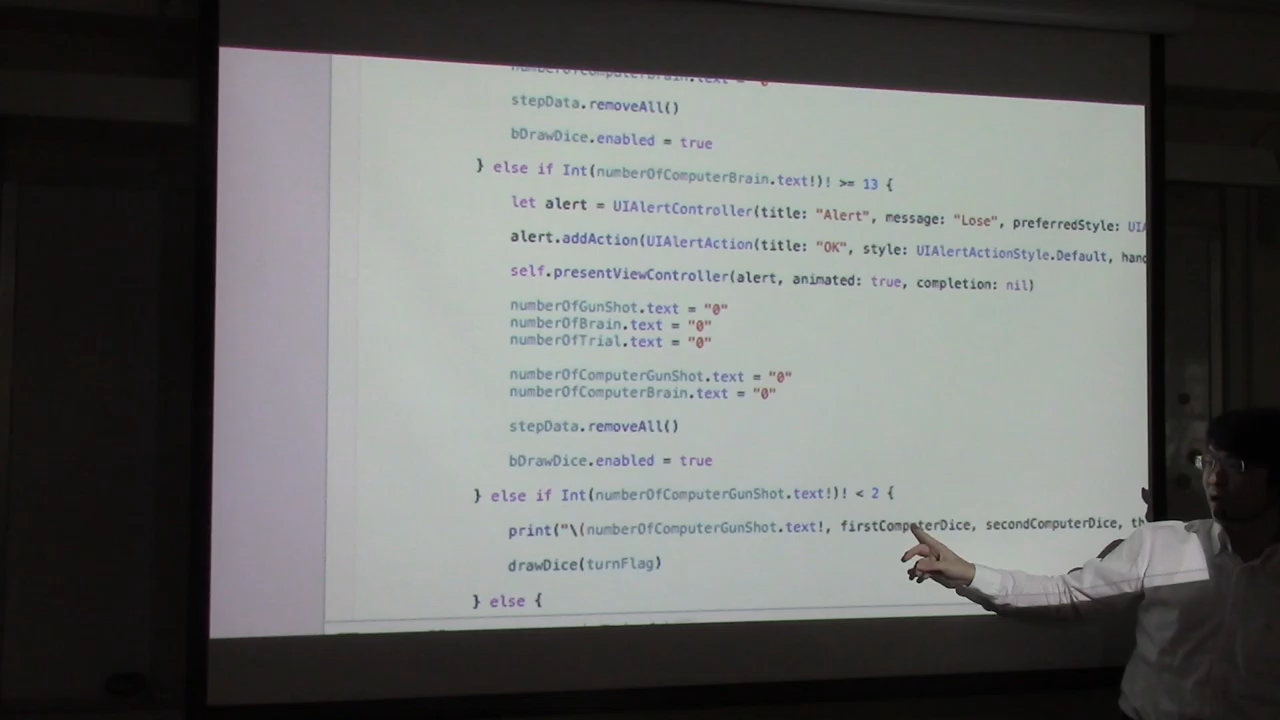 numberOfComputerBrain.text = "0"
stepData.removeAll()
bDrawDice.enabled = true
} else if Int(numberOfComputerBrain.text!)! >= 13 {
let alert = UIAlertController(title: "Alert", message: "Lose", preferredStyle: UIA
alert.addAction(UIAlertAction(title: "OK", style: UIAlertActionStyle.Default, hand
self.presentViewController(alert, animated: true, completion: nil)
numberOfGunShot.text = "0"
numberOfBrain.text = "0"
numberOfTrial.text = "0"
numberOfComputerGunShot.text = "0"
numberOfComputerBrain.text = "0"
stepData.removeAll()
bDrawDice.enabled = true
} else if Int(numberOfComputerGunShot.text!)! < 2 {
print("\(numberOfComputerGunShot.text!, firstComputerDice, secondComputerDice, th
drawDice(turnFlag)
} else {